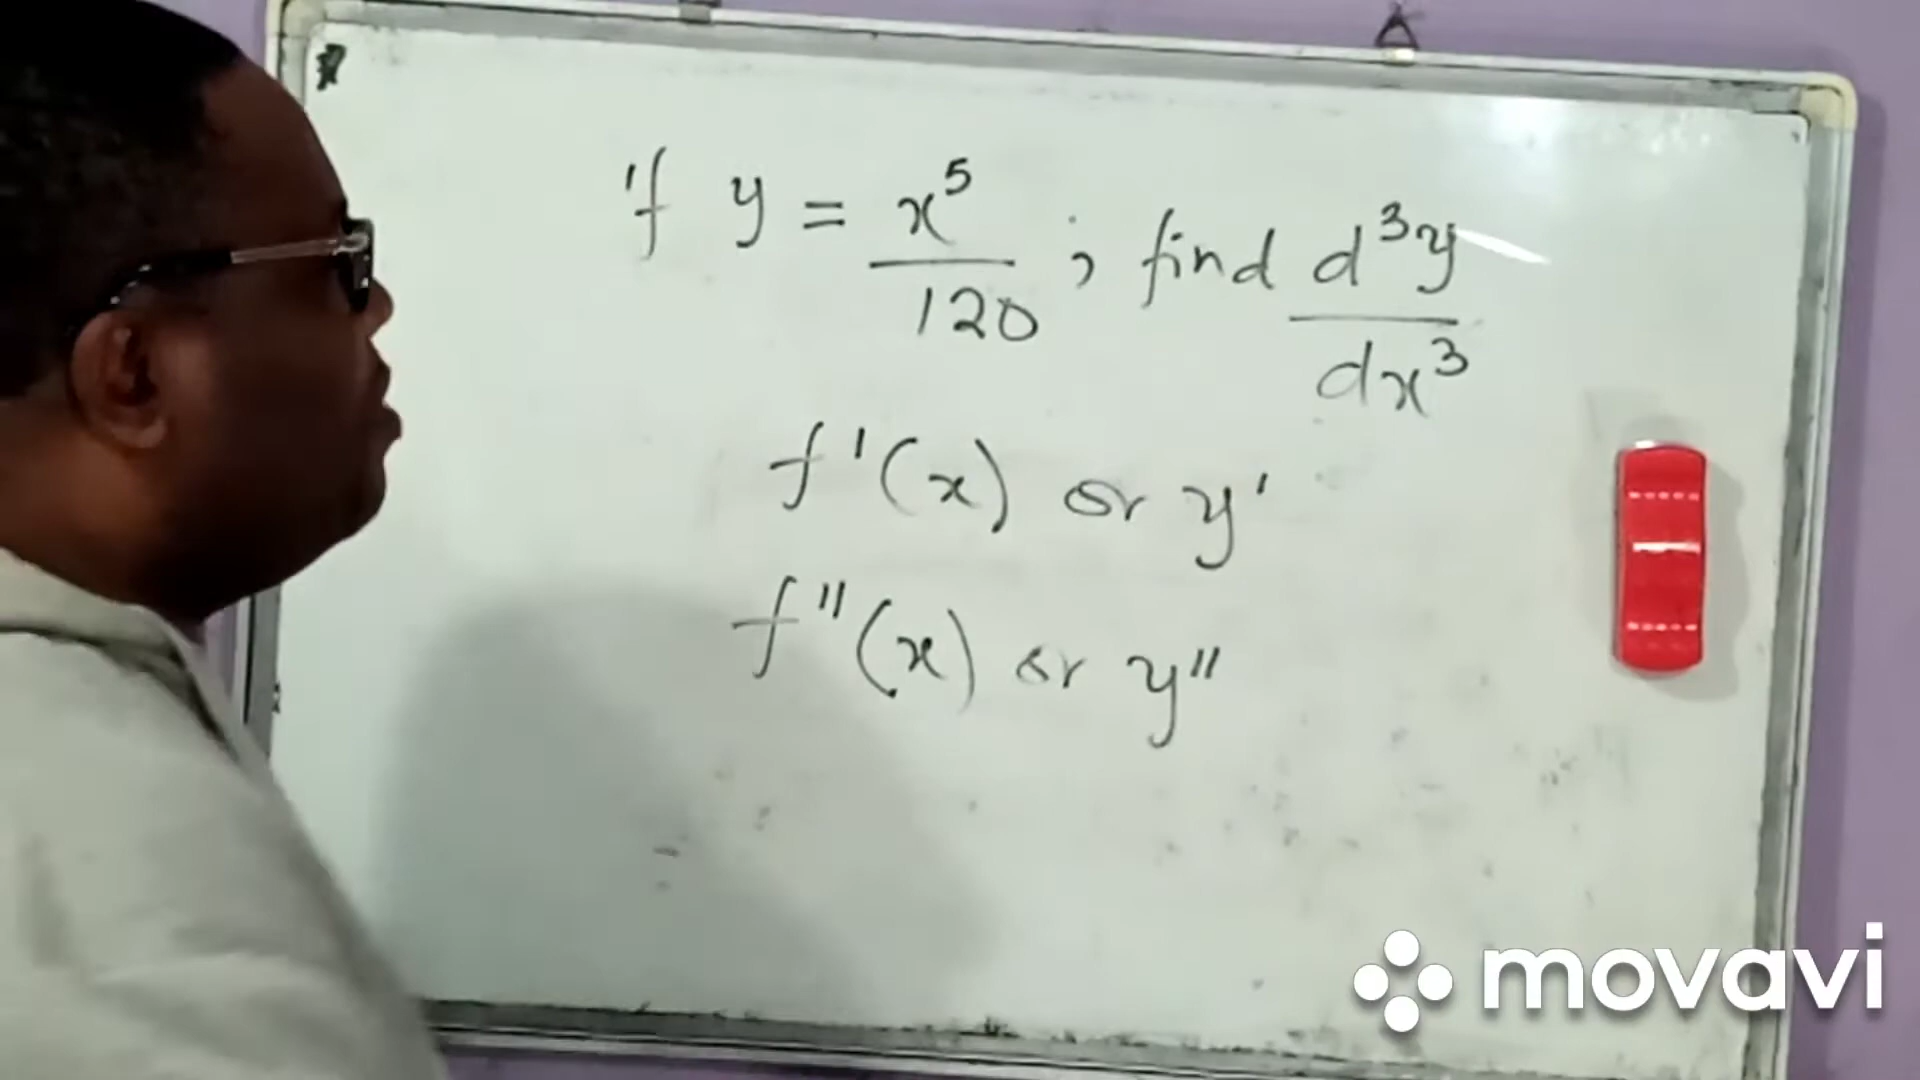 If y = x^5/120 ; find d^3y/dx^3
f'(x) or y'
f''(x) or y''
movavi